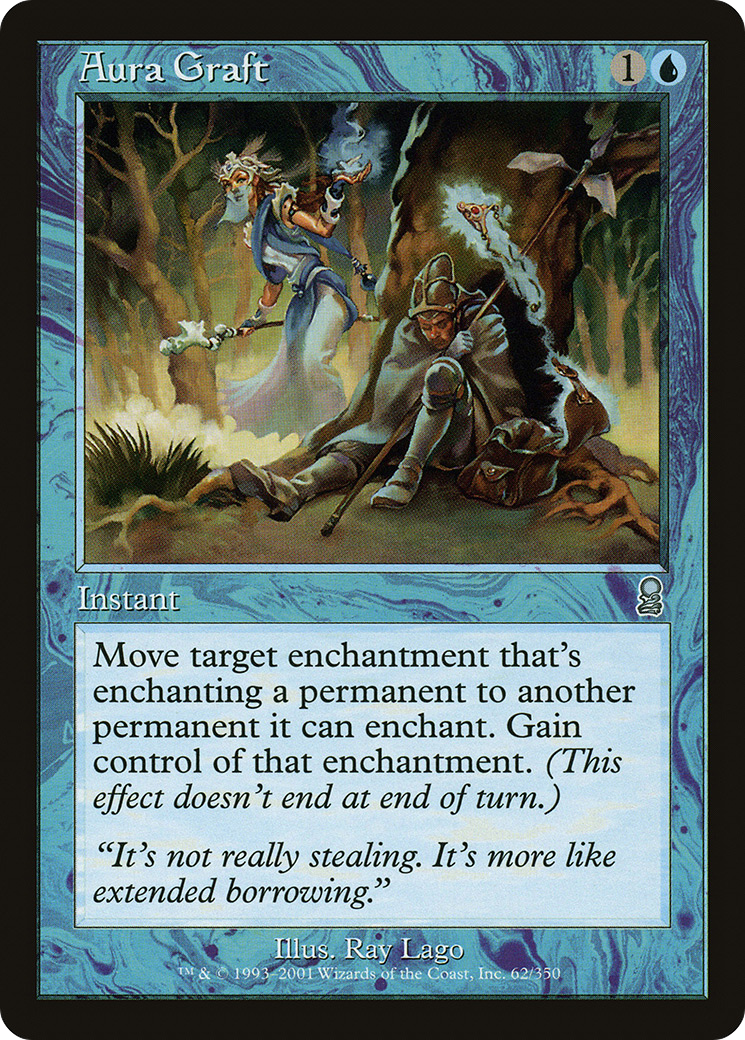 Aura Graft
1
Instant
Move target enchantment that's
enchanting a permanent to another
permanent it can enchant. Gain
control of that enchantment. (This
effect doesn't end at end of turn.)
“It's not really stealing. It's more like
extended borrowing.”
Illus. Ray Lago
™ & © 1993–2001 Wizards of the Coast, Inc. 62/350